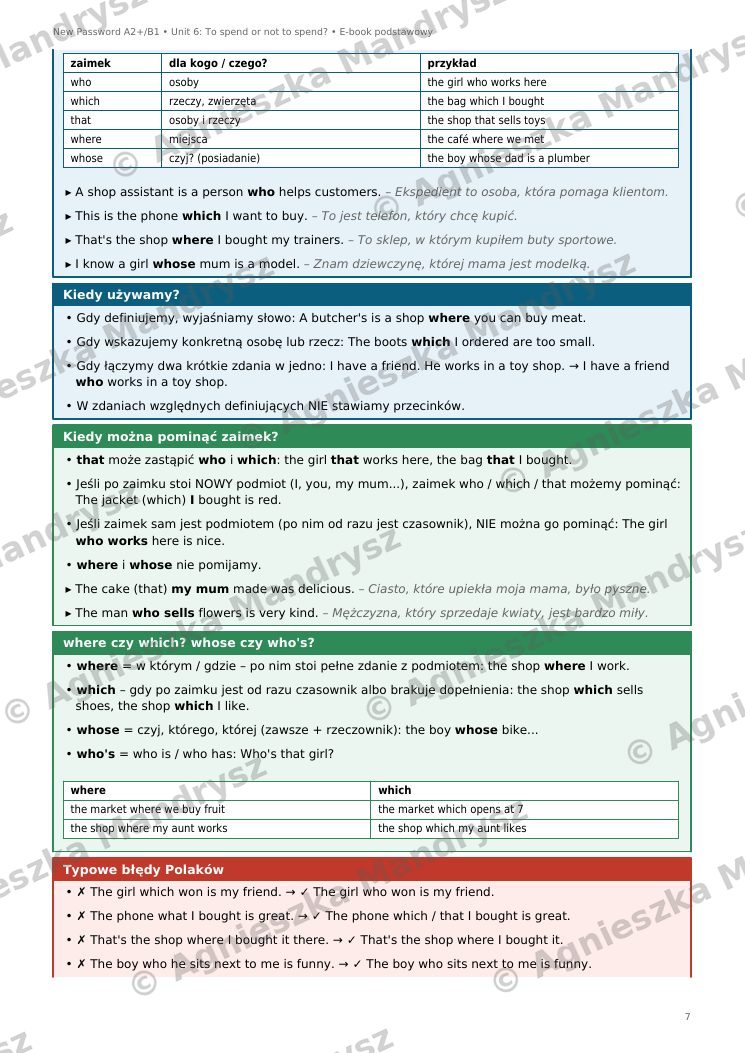 New Password A2+/B1 • Unit 6: To spend or not to spend? • E-book podstawowy
zaimek dla kogo / czego? przykład
who osoby the girl who works here
which rzeczy, zwierzęta the bag which I bought
that osoby i rzeczy the shop that sells toys
where miejsca the café where we met
whose czyj? (posiadanie) the boy whose dad is a plumber
▸ A shop assistant is a person who helps customers. – Ekspedient to osoba, która pomaga klientom.
▸ This is the phone which I want to buy. – To jest telefon, który chcę kupić.
▸ That's the shop where I bought my trainers. – To sklep, w którym kupiłem buty sportowe.
▸ I know a girl whose mum is a model. – Znam dziewczynę, której mama jest modelką.
Kiedy używamy?
• Gdy definiujemy, wyjaśniamy słowo: A butcher's is a shop where you can buy meat.
• Gdy wskazujemy konkretną osobę lub rzecz: The boots which I ordered are too small.
• Gdy łączymy dwa krótkie zdania w jedno: I have a friend. He works in a toy shop. → I have a friend
who works in a toy shop.
• W zdaniach względnych definiujących NIE stawiamy przecinków.
Kiedy można pominąć zaimek?
• that może zastąpić who i which: the girl that works here, the bag that I bought.
• Jeśli po zaimku stoi NOWY podmiot (I, you, my mum...), zaimek who / which / that możemy pominąć:
The jacket (which) I bought is red.
• Jeśli zaimek sam jest podmiotem (po nim od razu jest czasownik), NIE można go pominąć: The girl
who works here is nice.
• where i whose nie pomijamy.
▸ The cake (that) my mum made was delicious. – Ciasto, które upiekła moja mama, było pyszne.
▸ The man who sells flowers is very kind. – Mężczyzna, który sprzedaje kwiaty, jest bardzo miły.
where czy which? whose czy who's?
• where = w którym / gdzie – po nim stoi pełne zdanie z podmiotem: the shop where I work.
• which – gdy po zaimku jest od razu czasownik albo brakuje dopełnienia: the shop which sells
shoes, the shop which I like.
• whose = czyj, którego, której (zawsze + rzeczownik): the boy whose bike...
• who's = who is / who has: Who's that girl?
where which
the market where we buy fruit the market which opens at 7
the shop where my aunt works the shop which my aunt likes
Typowe błędy Polaków
• ✗ The girl which won is my friend. → ✓ The girl who won is my friend.
• ✗ The phone what I bought is great. → ✓ The phone which / that I bought is great.
• ✗ That's the shop where I bought it there. → ✓ That's the shop where I bought it.
• ✗ The boy who he sits next to me is funny. → ✓ The boy who sits next to me is funny.
7
© Agnieszka Mandrysz